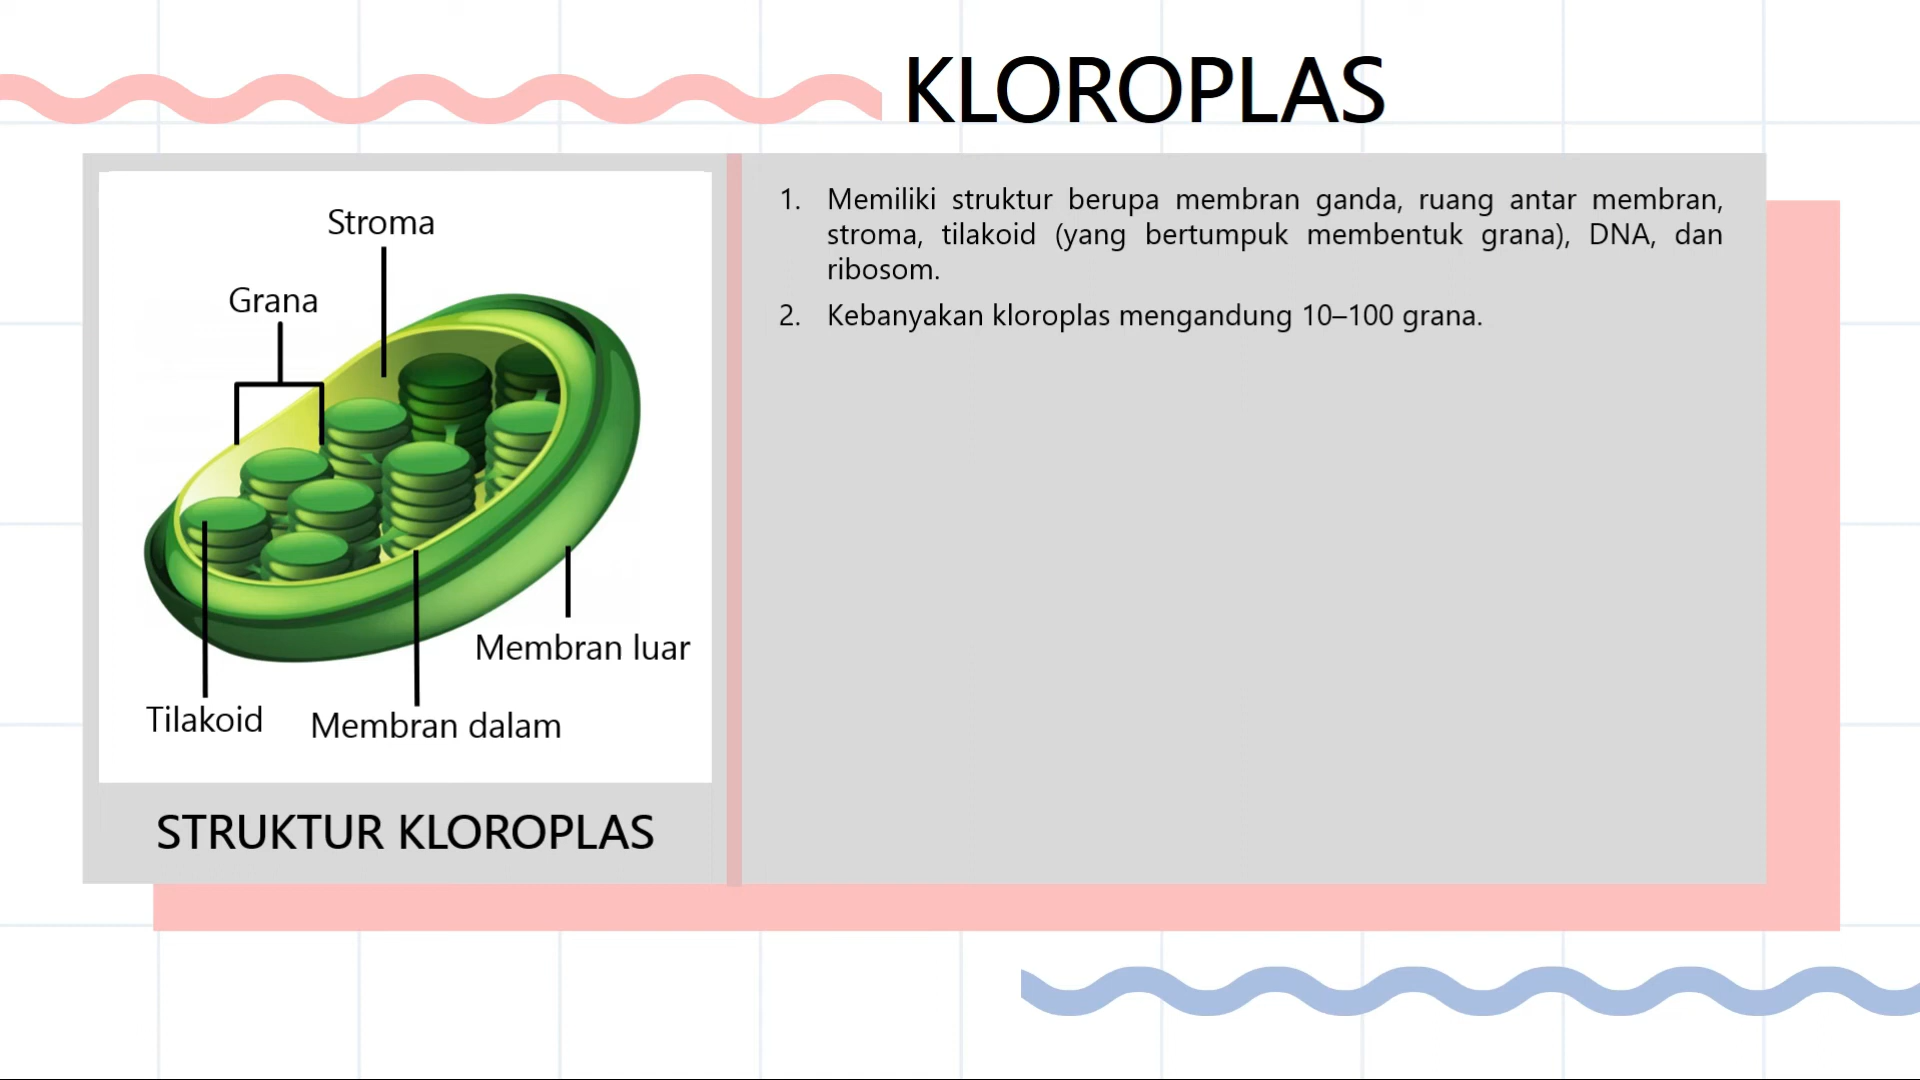 KLOROPLAS
Stroma
Grana
Membran luar
Tilakoid
Membran dalam
STRUKTUR KLOROPLAS
1. Memiliki struktur berupa membran ganda, ruang antar membran,
stroma, tilakoid (yang bertumpuk membentuk grana), DNA, dan
ribosom.
2. Kebanyakan kloroplas mengandung 10–100 grana.